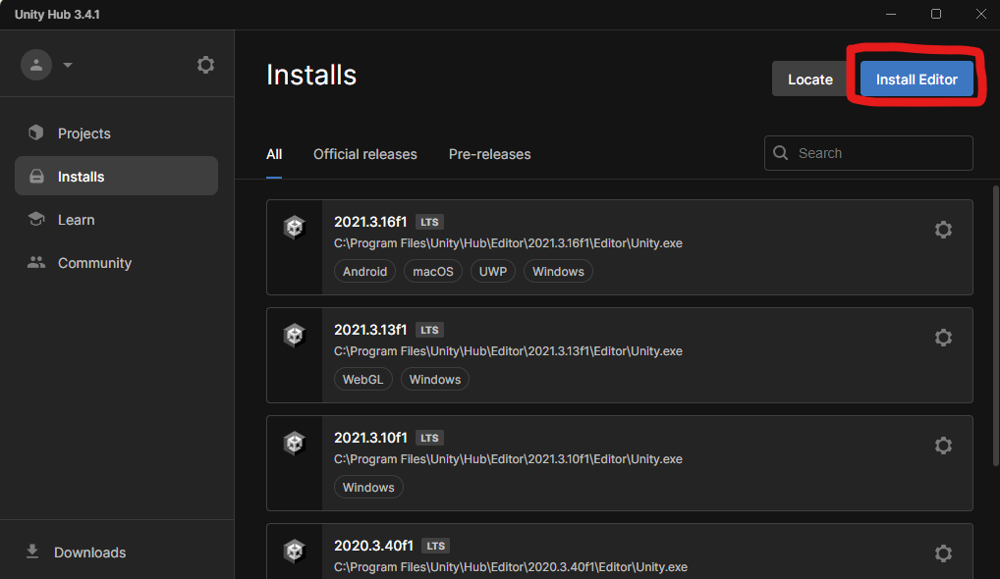 Unity Hub 3.4.1
Projects
Installs
Learn
Community
Downloads
Installs
Locate
Install Editor
All
Official releases
Pre-releases
Search
2021.3.16f1 LTS
C:\Program Files\Unity\Hub\Editor\2021.3.16f1\Editor\Unity.exe
Android macOS UWP Windows
2021.3.13f1 LTS
C:\Program Files\Unity\Hub\Editor\2021.3.13f1\Editor\Unity.exe
WebGL Windows
2021.3.10f1 LTS
C:\Program Files\Unity\Hub\Editor\2021.3.10f1\Editor\Unity.exe
Windows
2020.3.40f1 LTS
C:\Program Files\Unity\Hub\Editor\2020.3.40f1\Editor\Unity.exe